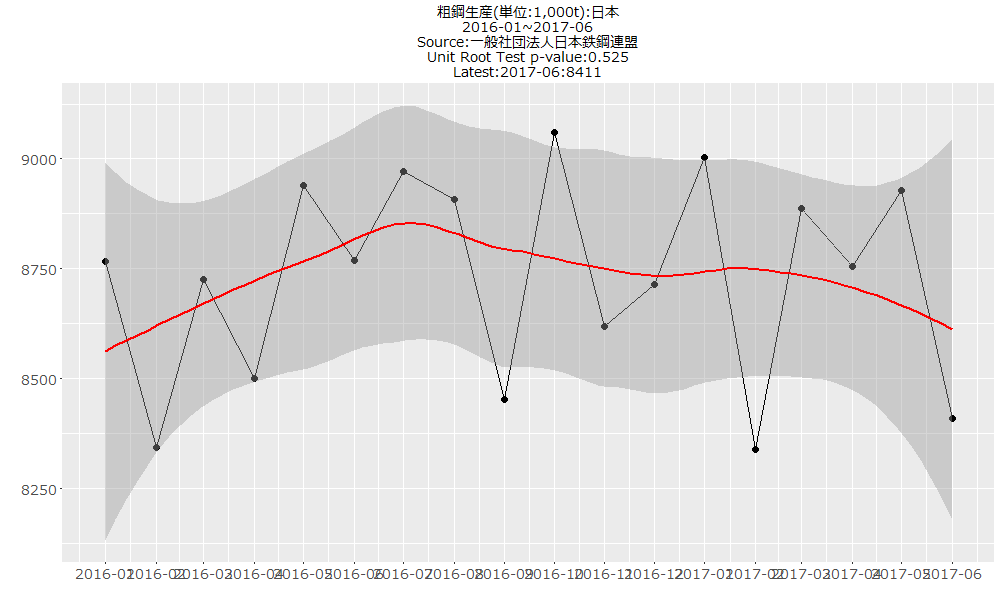 粗鋼生産(単位:1,000t):日本
2016-01~2017-06
Source:一般社団法人日本鉄鋼連盟
Unit Root Test p-value:0.525
Latest:2017-06:8411
9000
8750
8500
8250
2016-01 2016-02 2016-03 2016-04 2016-05 2016-06 2016-07 2016-08 2016-09 2016-10 2016-11 2016-12 2017-01 2017-02 2017-03 2017-04 2017-05 2017-06